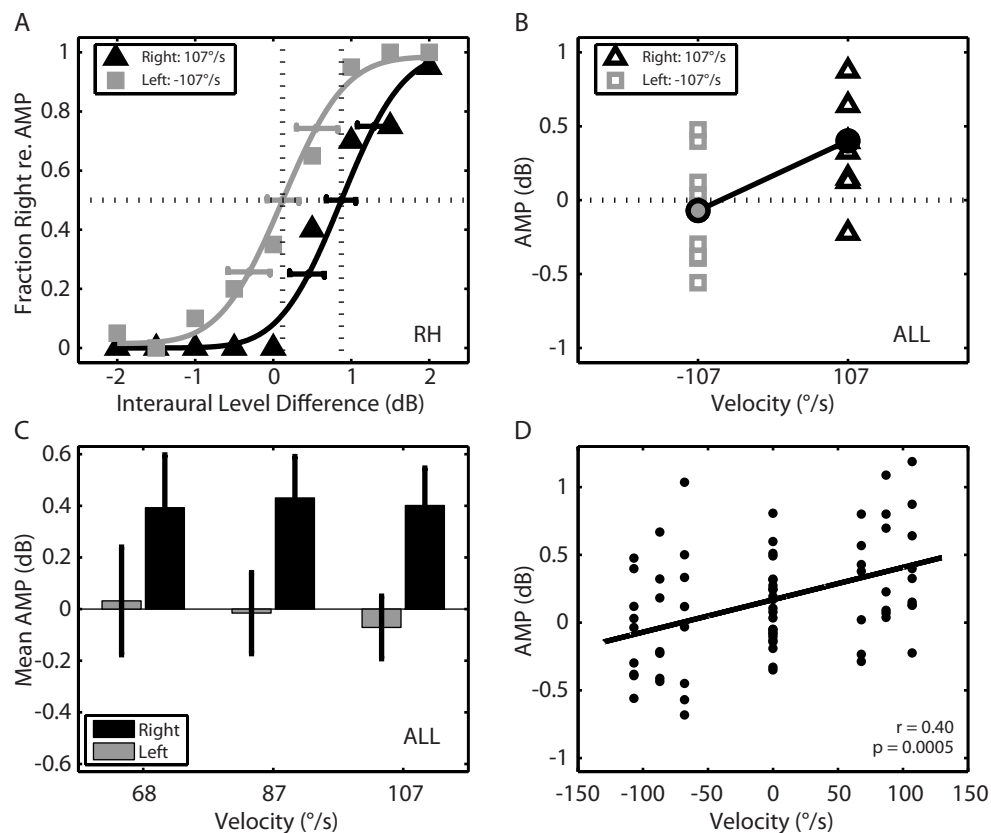 A
Right: 107°/s
Left: -107°/s
Fraction Right re. AMP
1
0.8
0.6
0.4
0.2
0
-2
-1
0
1
2
RH
Interaural Level Difference (dB)
B
Right: 107°/s
Left: -107°/s
AMP (dB)
1
0.5
0
-0.5
-1
-107
107
ALL
Velocity (°/s)
C
Mean AMP (dB)
0.6
0.4
0.2
0
-0.2
-0.4
-0.6
Right
Left
ALL
68
87
107
Velocity (°/s)
D
AMP (dB)
1
0.5
0
-0.5
-1
r = 0.40
p = 0.0005
-150
-100
-50
0
50
100
150
Velocity (°/s)